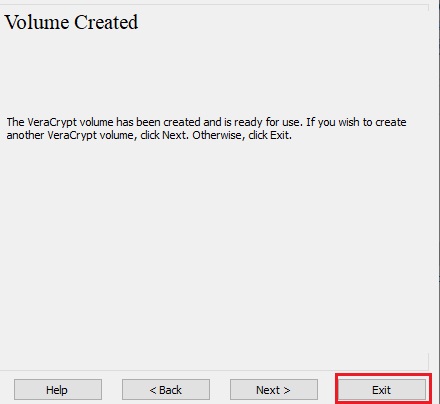 Volume Created
The VeraCrypt volume has been created and is ready for use. If you wish to create
another VeraCrypt volume, click Next. Otherwise, click Exit.
Help
< Back
Next >
Exit